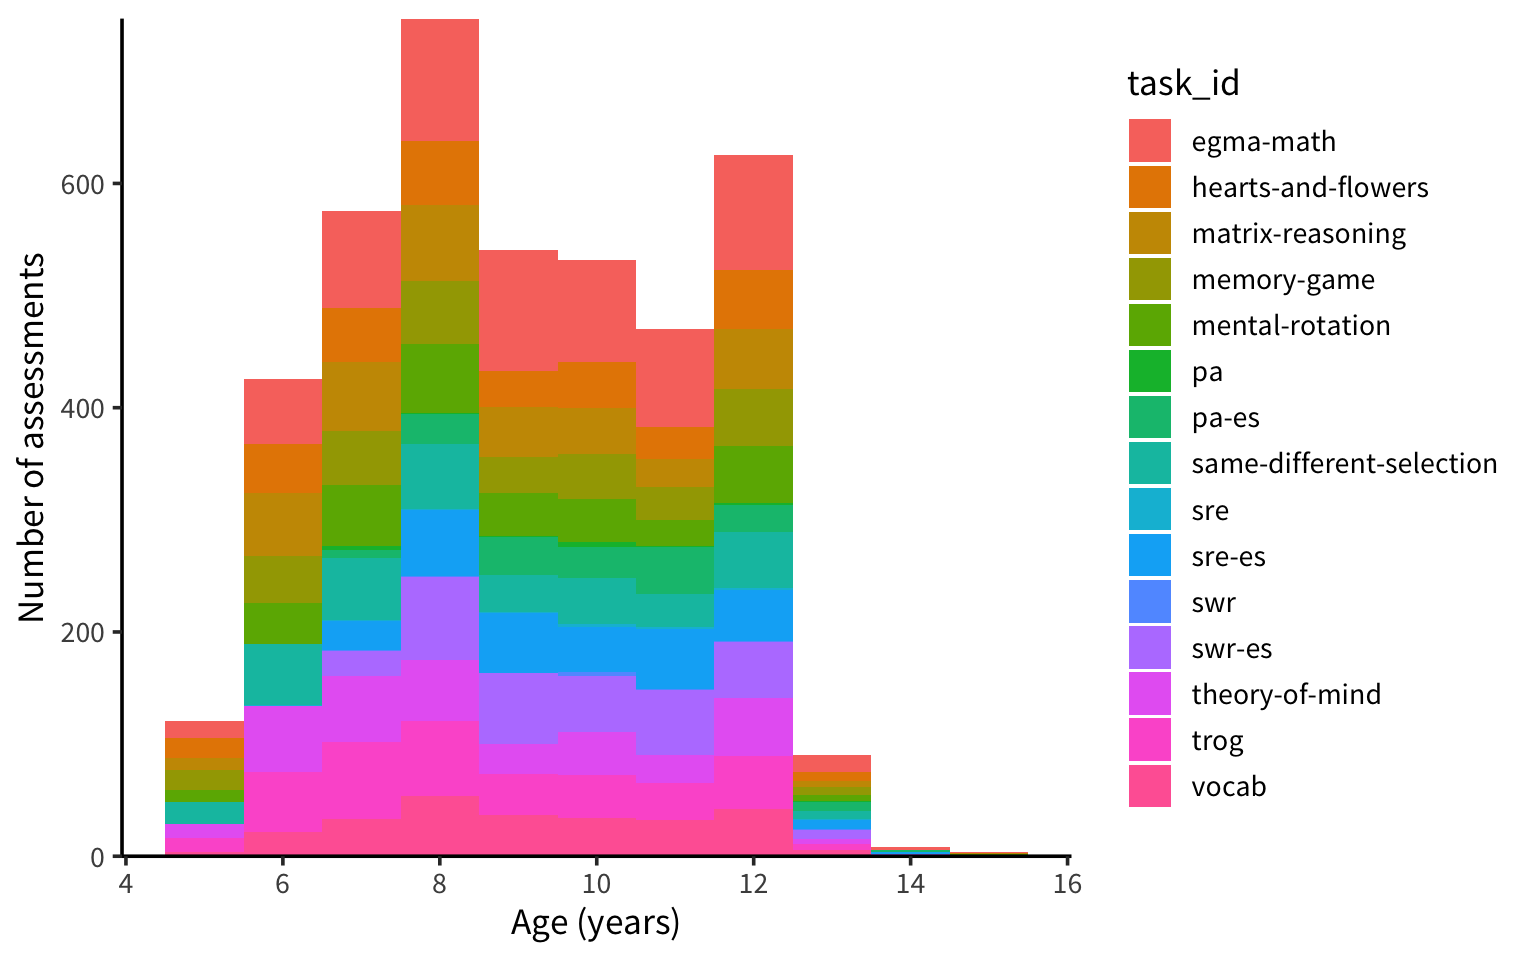 Number of assessments
600
400
200
0
4 6 8 10 12 14 16
Age (years)
task_id
egma-math
hearts-and-flowers
matrix-reasoning
memory-game
mental-rotation
pa
pa-es
same-different-selection
sre
sre-es
swr
swr-es
theory-of-mind
trog
vocab